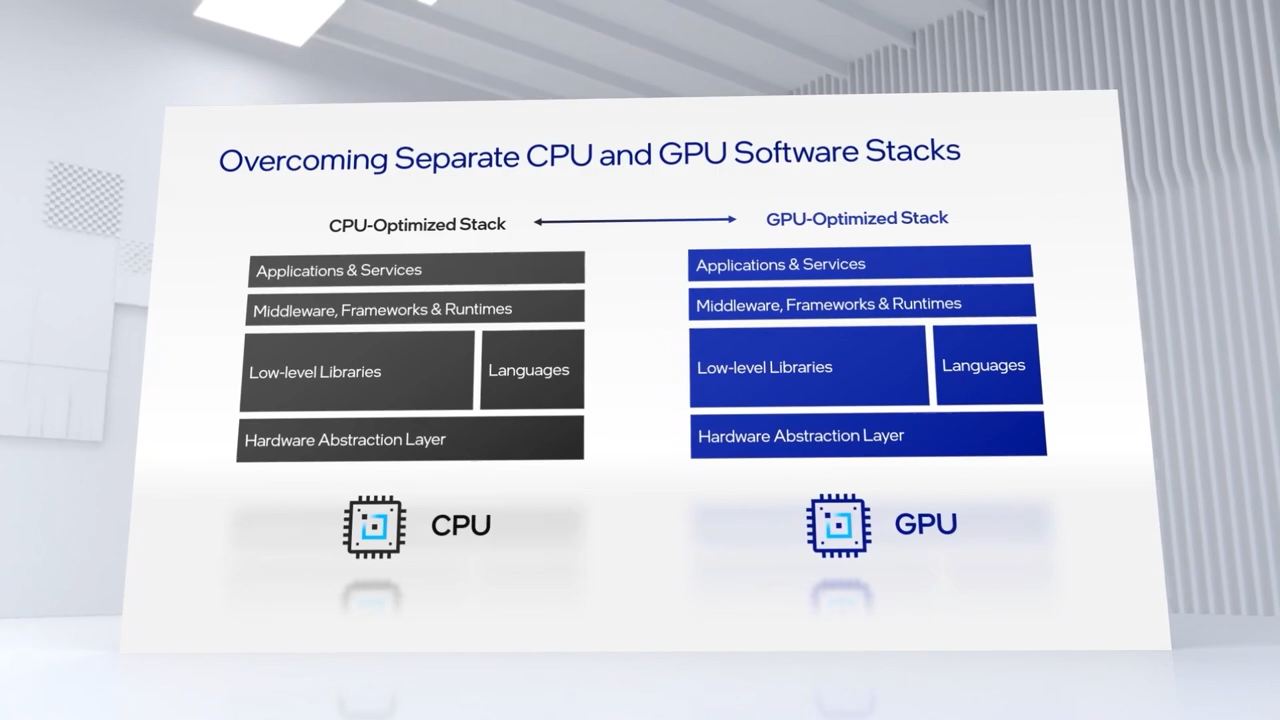 Overcoming Separate CPU and GPU Software Stacks
CPU-Optimized Stack
GPU-Optimized Stack
Applications & Services
Middleware, Frameworks & Runtimes
Low-level Libraries
Languages
Hardware Abstraction Layer
CPU
Applications & Services
Middleware, Frameworks & Runtimes
Low-level Libraries
Languages
Hardware Abstraction Layer
GPU